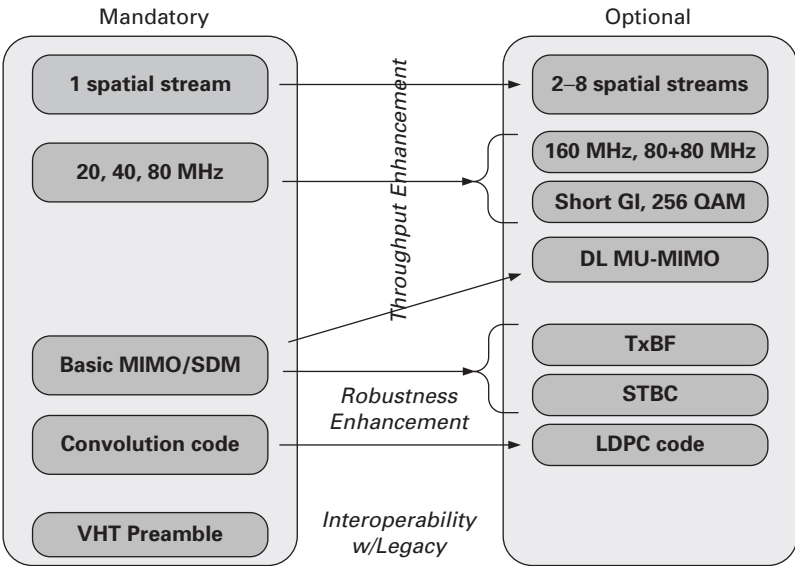 Mandatory
Optional
1 spatial stream
2–8 spatial streams
20, 40, 80 MHz
160 MHz, 80+80 MHz
Short GI, 256 QAM
Throughput Enhancement
DL MU-MIMO
Basic MIMO/SDM
TxBF
STBC
Robustness
Enhancement
Convolution code
LDPC code
VHT Preamble
Interoperability
w/Legacy